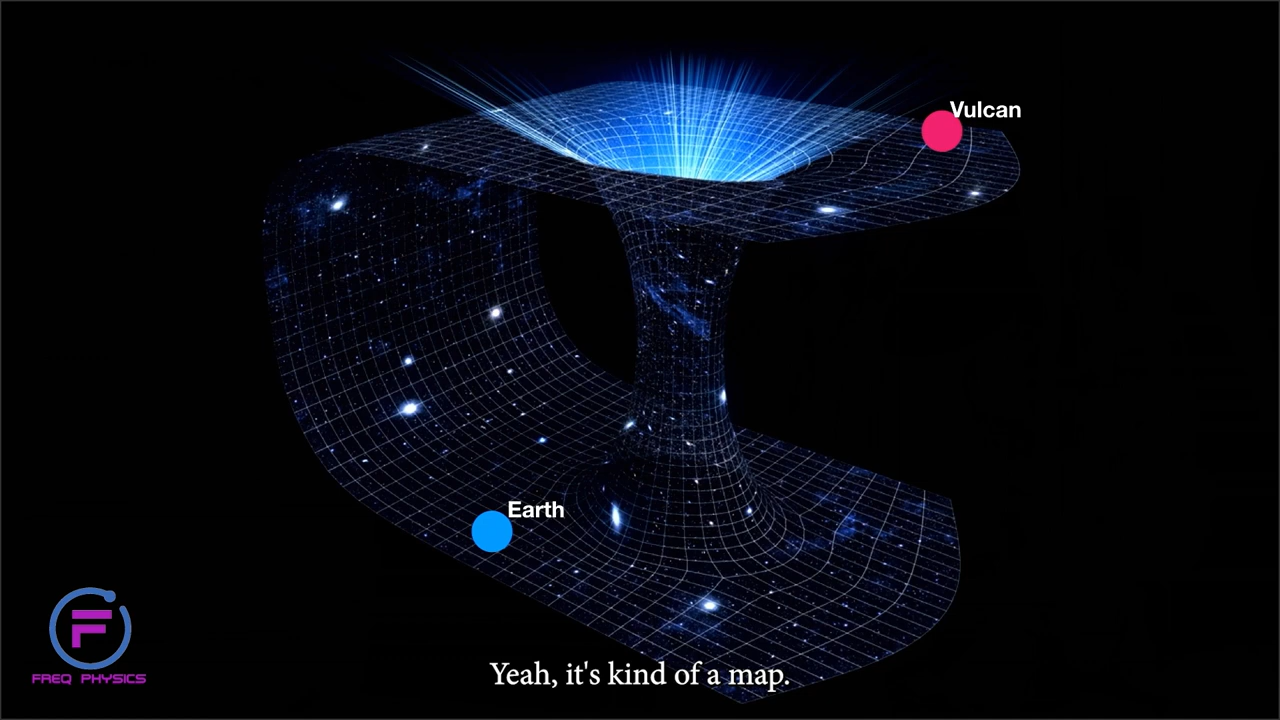 Vulcan
Earth
F
FREQ PHYSICS
Yeah, it's kind of a map.